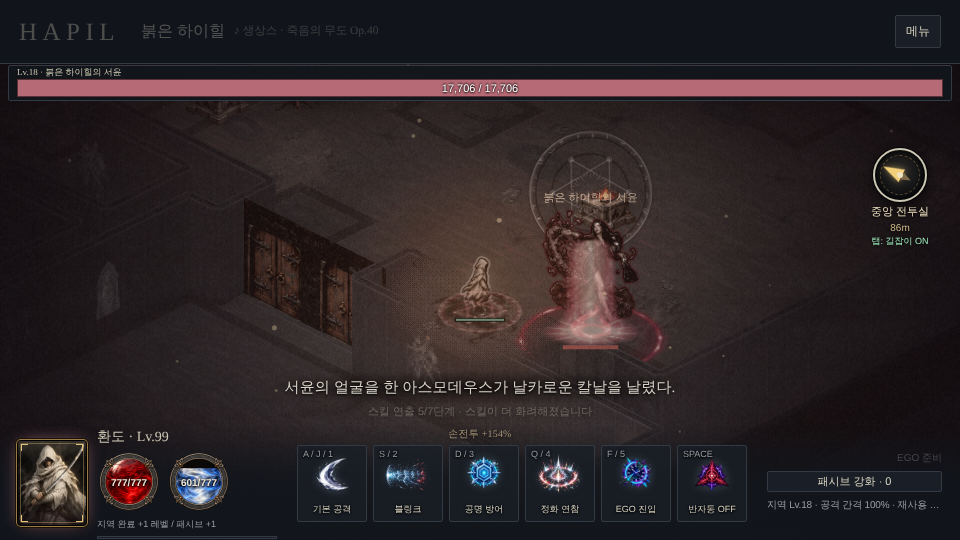 HAPIL 붉은 하이힐 ♪ 생상스 · 죽음의 무도 Op.40
메뉴
Lv.18 · 붉은 하이힐의 서윤
17,706 / 17,706
붉은 하이힐의 서윤
중앙 전투실
86m
탭: 길잡이 ON
서윤의 얼굴을 한 아스모데우스가 날카로운 칼날을 날렸다.
스킬 연출 5/7단계 · 스킬이 더 화려해졌습니다
손전투 +154%
환도 · Lv.99
777/777
601/777
지역 완료 +1 레벨 / 패시브 +1
A / J / 1
기본 공격
S / 2
블링크
D / 3
공명 방어
Q / 4
정화 연참
F / 5
EGO 진입
SPACE
반자동 OFF
EGO 준비
패시브 강화 · 0
지역 Lv.18 · 공격 간격 100% · 재사용 …